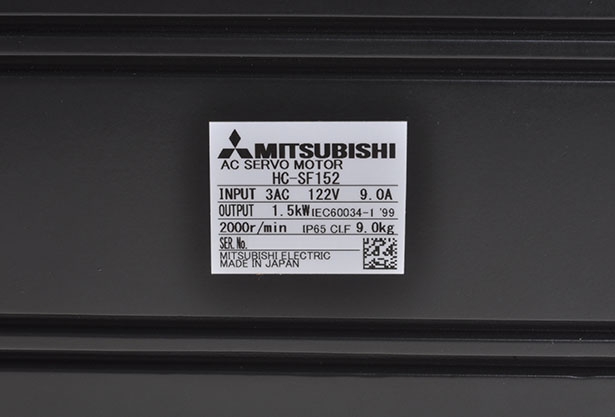 MITSUBISHI
AC SERVO MOTOR
HC-SF152
INPUT 3AC 122V 9.0A
OUTPUT 1.5kW IEC60034-1 '99
2000r/min IP65 Cl.F 9.0kg
SER.No.
MITSUBISHI ELECTRIC
MADE IN JAPAN